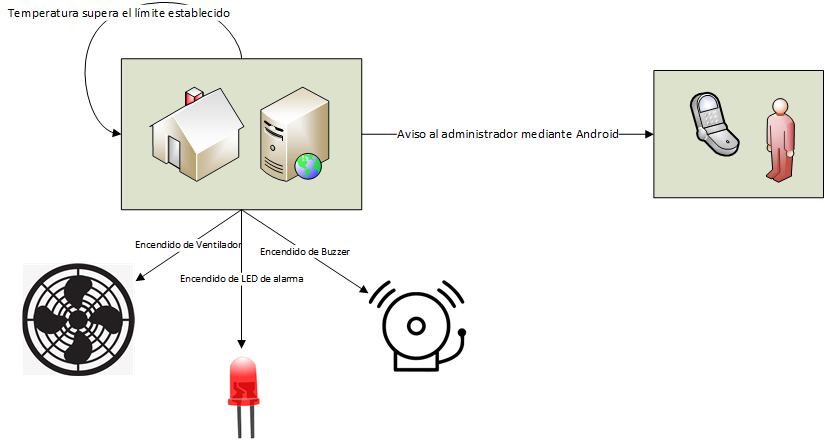 Temperatura supera el límite establecido
Aviso al administrador mediante Android
Encendido de Ventilador
Encendido de Buzzer
Encendido de LED de alarma